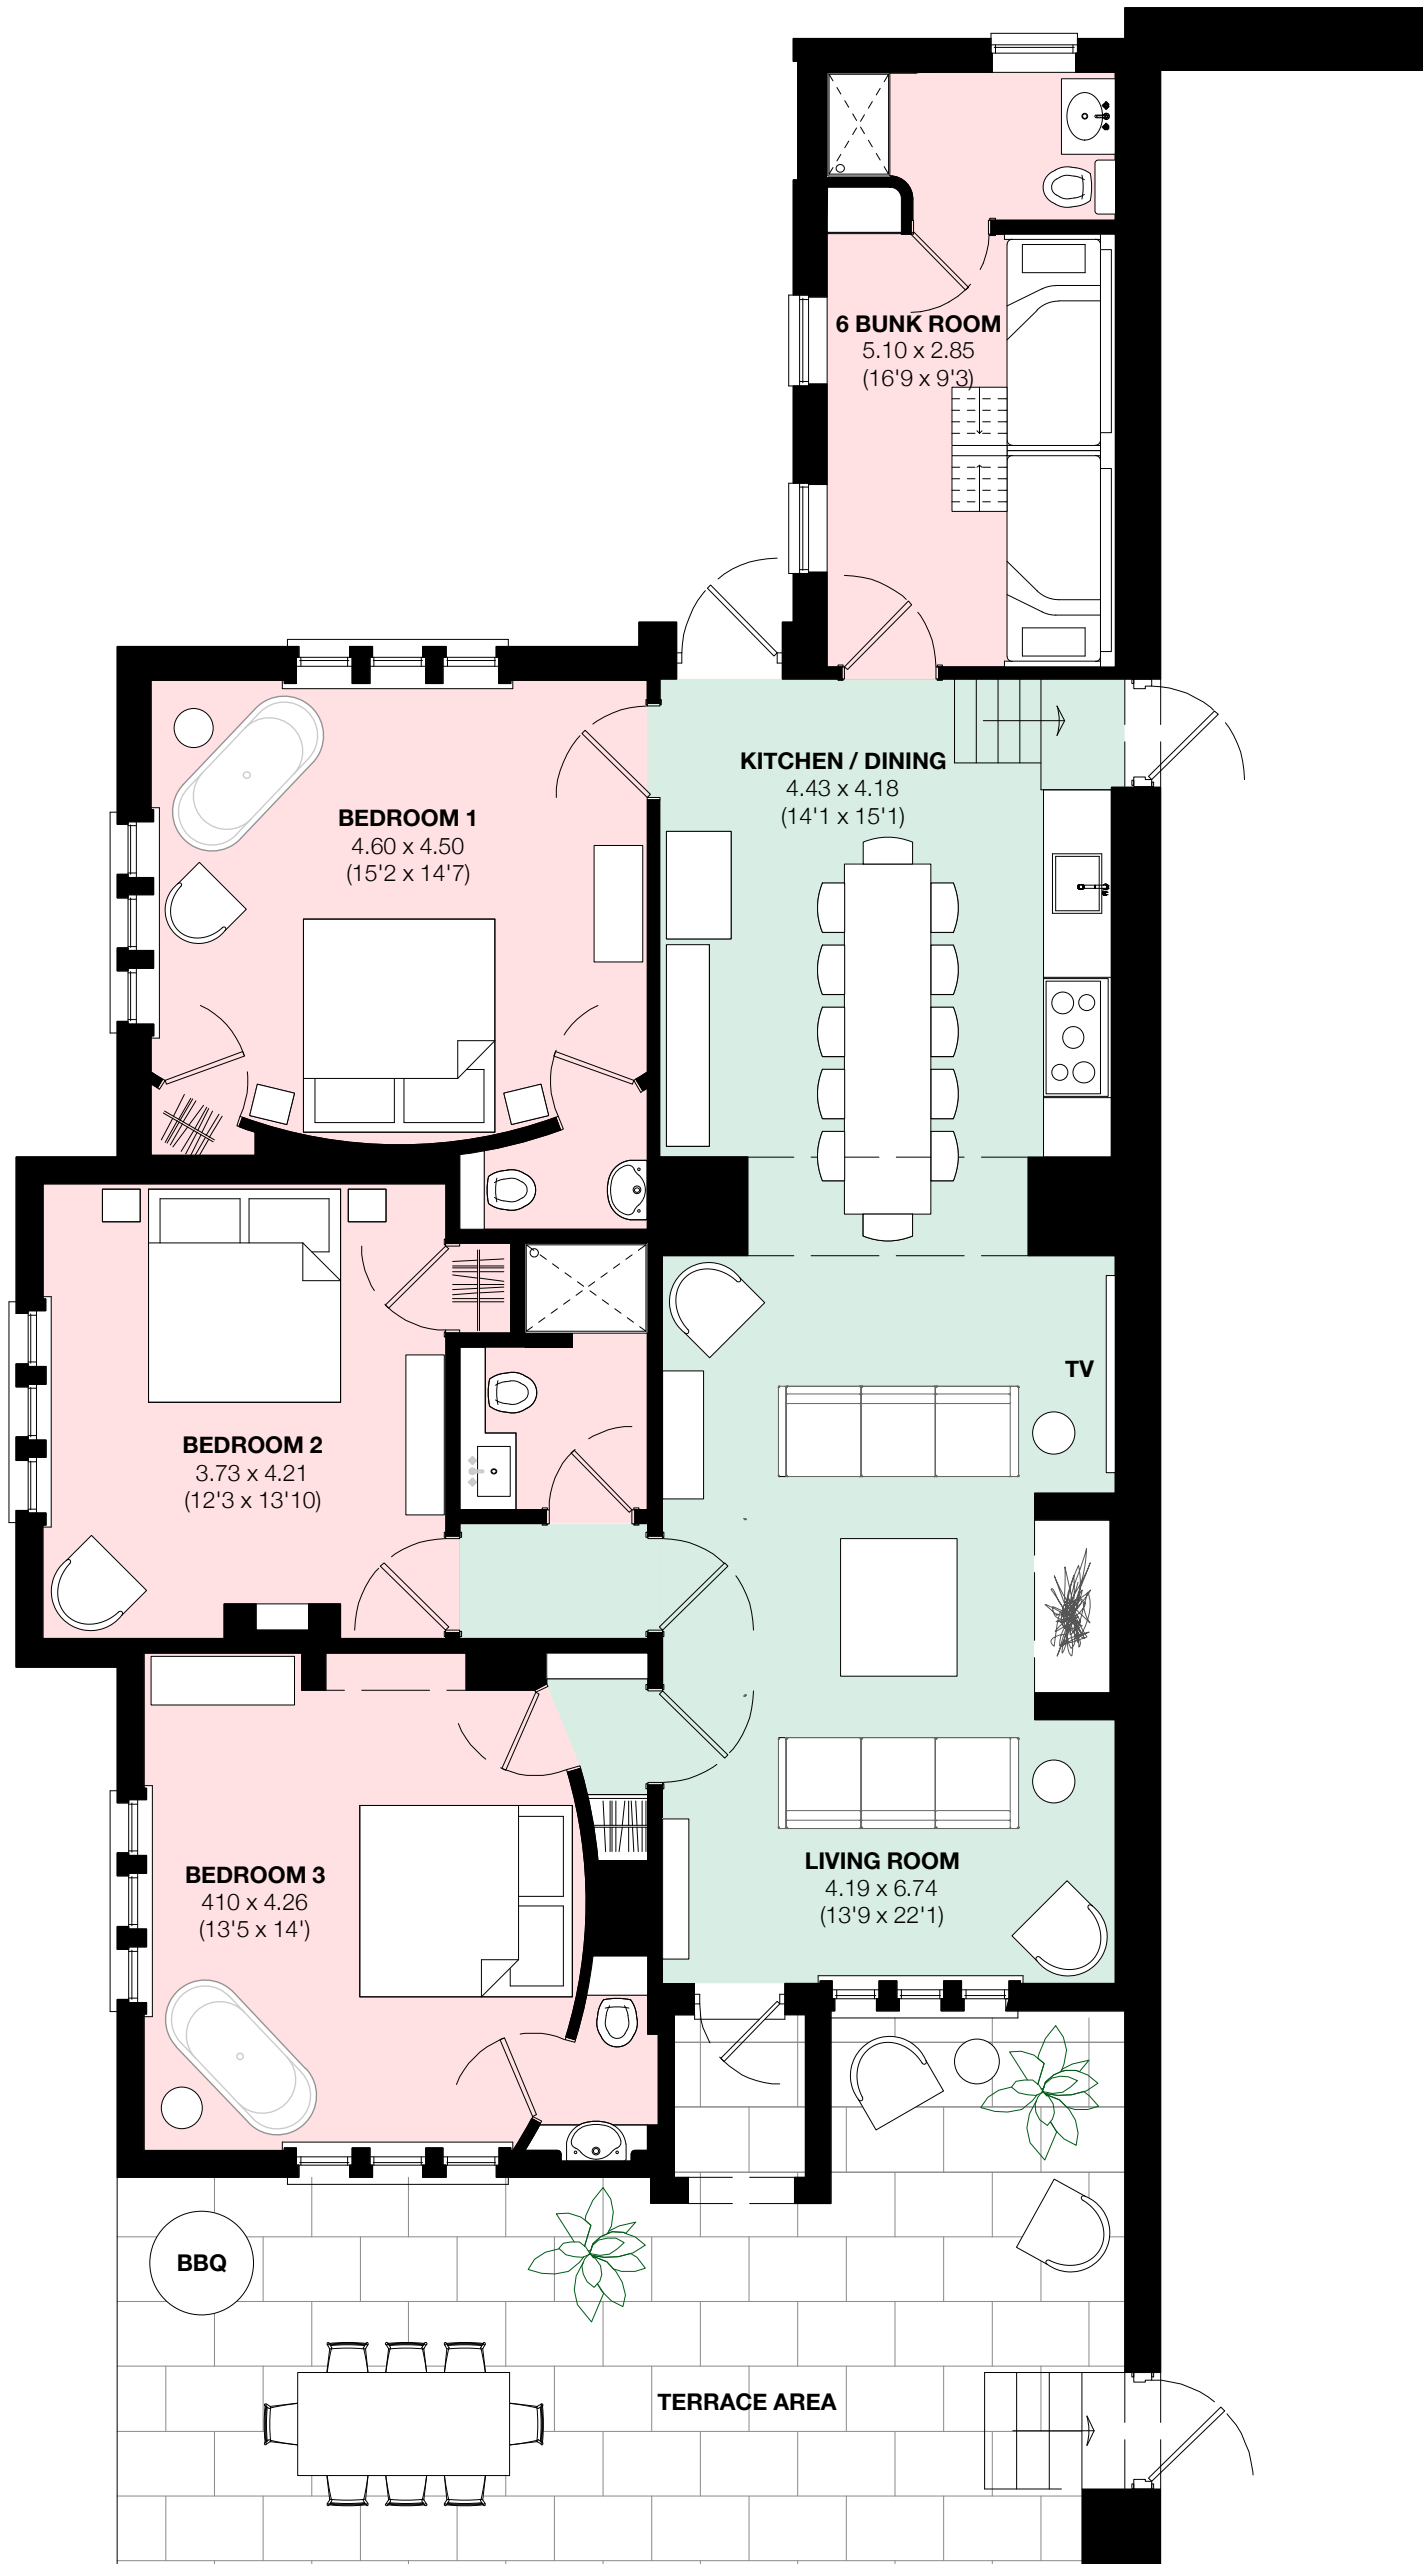 6 BUNK ROOM
5.10 x 2.85
(16'9 x 9'3)
KITCHEN / DINING
4.43 x 4.18
(14'1 x 15'1)
BEDROOM 1
4.60 x 4.50
(15'2 x 14'7)
TV
BEDROOM 2
3.73 x 4.21
(12'3 x 13'10)
LIVING ROOM
4.19 x 6.74
(13'9 x 22'1)
BEDROOM 3
410 x 4.26
(13'5 x 14')
BBQ
TERRACE AREA